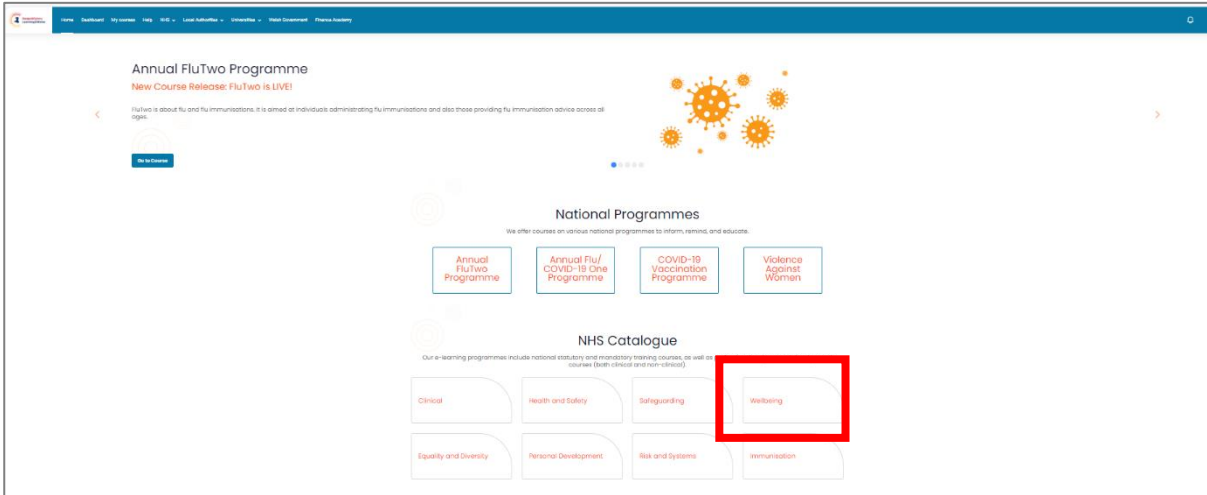 Home Dashboard My courses Help NHS Local Authorities Universities Welsh Government Finance Academy
Annual FluTwo Programme
New Course Release: FluTwo is LIVE!
FluTwo is about flu and flu immunisations. It is aimed at individuals administrating flu immunisations and also those providing flu immunisation advice across all
ages.
Go to Course
National Programmes
We offer courses on various national programmes to inform, remind, and educate.
Annual
FluTwo
Programme
Annual Flu/
COVID-19 One
Programme
COVID-19
Vaccination
Programme
Violence
Against
Women
NHS Catalogue
Our e-learning programmes include national statutory and mandatory training courses, as well as
courses (both clinical and non-clinical)
Clinical
Health and Safety
Safeguarding
Wellbeing
Equality and Diversity
Personal Development
Risk and Systems
Immunisation